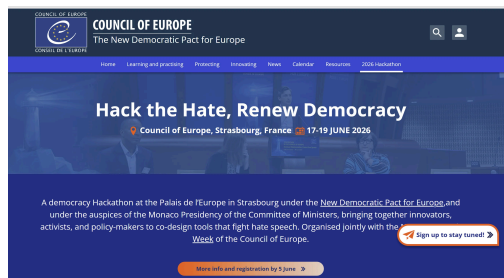 COUNCIL OF EUROPE
CONSEIL DE L'EUROPE
COUNCIL OF EUROPE
The New Democratic Pact for Europe
Home Learning and practising Protecting Innovating News Calendar Resources 2026 Hackathon
Hack the Hate, Renew Democracy
Council of Europe, Strasbourg, France 17-19 JUNE 2026
A democracy Hackathon at the Palais de l'Europe in Strasbourg under the New Democratic Pact for Europe,and
under the auspices of the Monaco Presidency of the Committee of Ministers, bringing together innovators,
activists, and policy-makers to co-design tools that fight hate speech. Organised jointly with the
Week of the Council of Europe.
Sign up to stay tuned!
More info and registration by 5 June